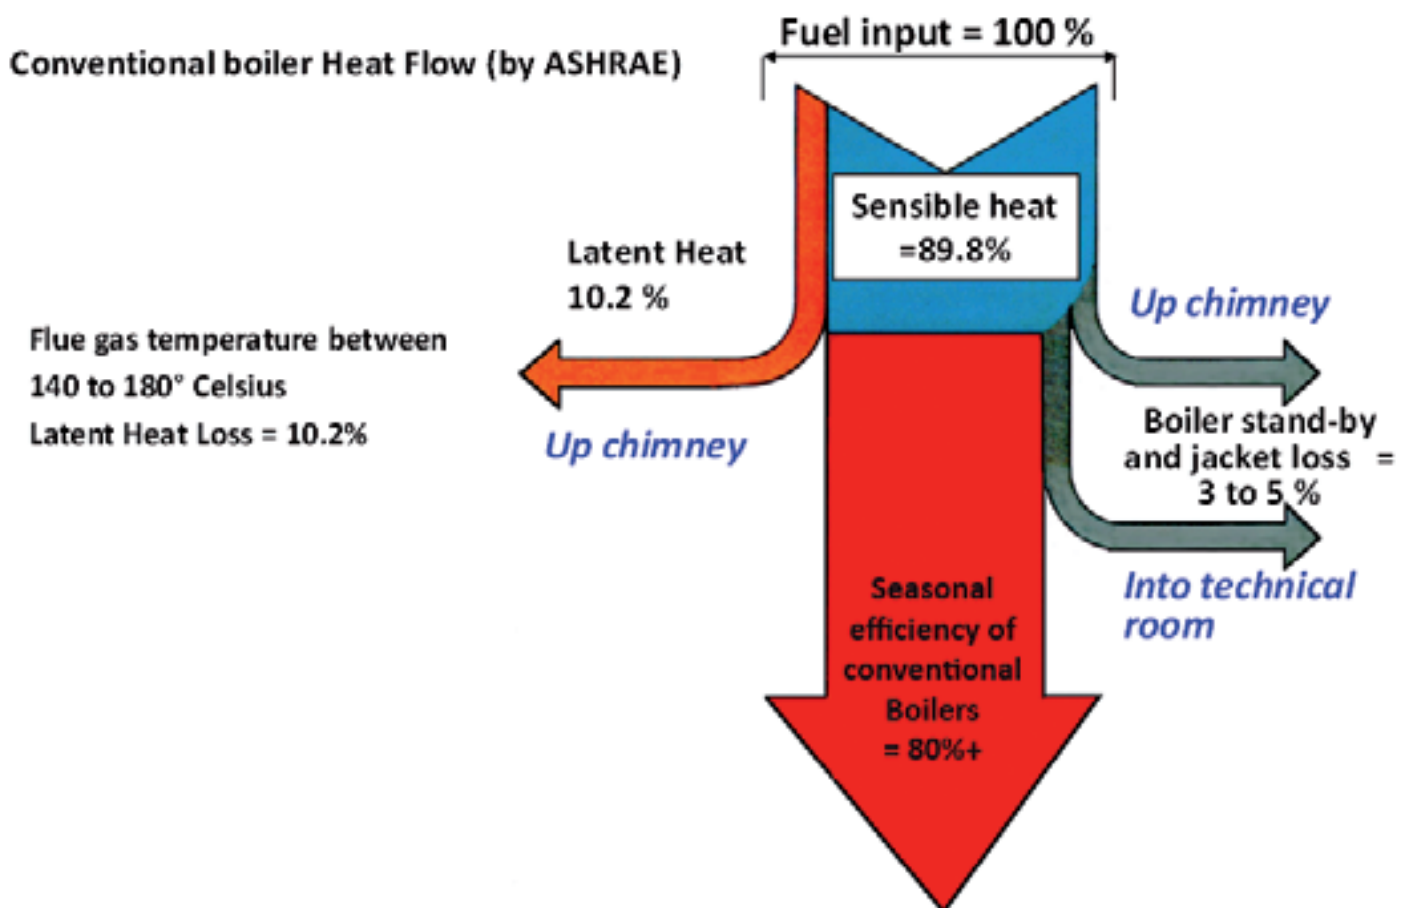 Fuel input = 100 %
Conventional boiler Heat Flow (by ASHRAE)
Sensible heat
=89.8%
Latent Heat
10.2 %
Up chimney
Flue gas temperature between
140 to 180° Celsius
Latent Heat Loss = 10.2%
Up chimney
Boiler stand-by
and jacket loss =
3 to 5 %
Into technical
room
Seasonal
efficiency of
conventional
Boilers
= 80%+